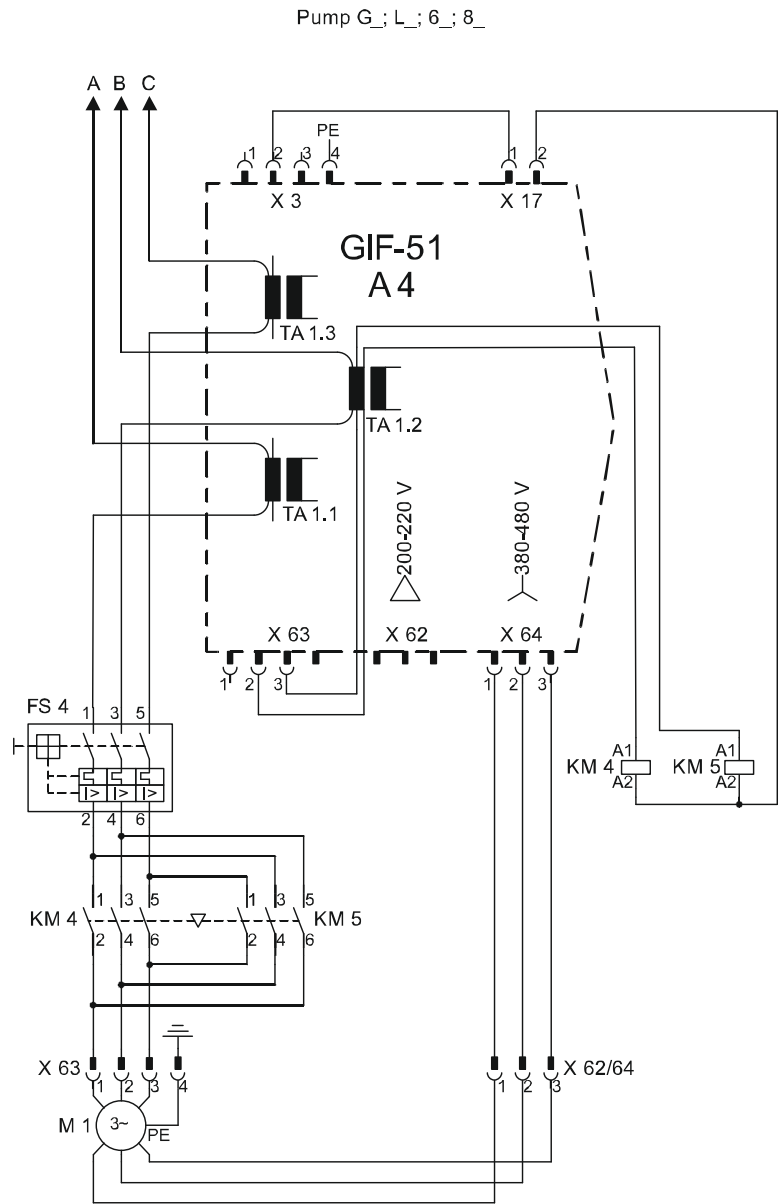 Pump G_; L_; 6_; 8_
A B C
PE
1 2 3 4 1 2
X 3 X 17
GIF-51
A 4
TA 1.3
TA 1.2
TA 1.1
200-220 V 380-480 V
X 63 X 62 X 64
1 2 3 1 2 3
FS 4
1 3 5
I> I> I>
2 4 6
A1 A1
KM 4 KM 5
A2 A2
1 3 5 1 3 5
KM 4 KM 5
2 4 6 2 4 6
X 63 X 62/64
1 2 3 4 1 2 3
M 1 3~ PE